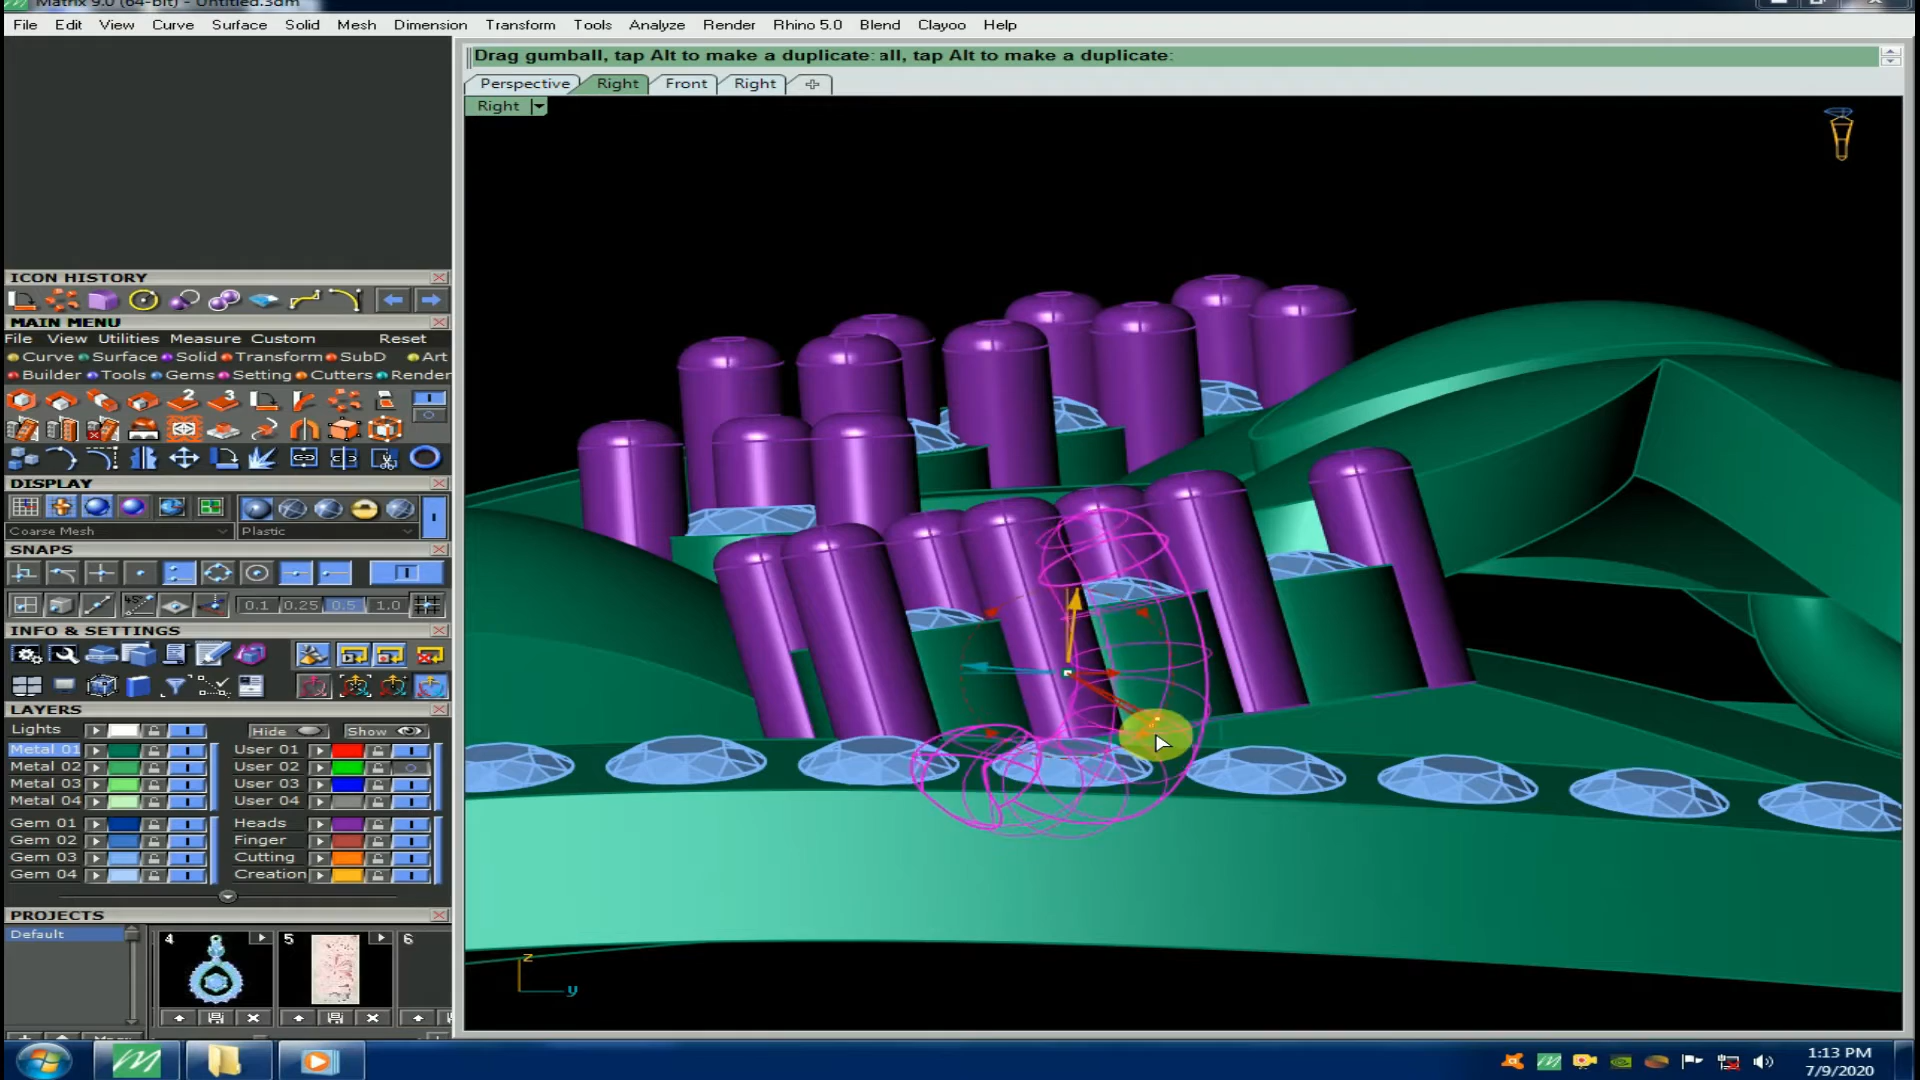 Matrix 9.0 (64-bit) - Untitled.3dm
File Edit View Curve Surface Solid Mesh Dimension Transform Tools Analyze Render Rhino 5.0 Blend Clayoo Help
Drag gumball, tap Alt to make a duplicate: all, tap Alt to make a duplicate:
Perspective Right Front Right
Right
ICON HISTORY
MAIN MENU
File View Utilities Measure Custom Reset
Curve Surface Solid Transform SubD Art
Builder Tools Gems Setting Cutters Render
2 3
DISPLAY
Coarse Mesh Plastic
SNAPS
0.1 0.25 0.5 1.0
INFO & SETTINGS
LAYERS
Lights Hide Show
Metal 01 User 01
Metal 02 User 02
Metal 03 User 03
Metal 04 User 04
Gem 01 Heads
Gem 02 Finger
Gem 03 Cutting
Gem 04 Creation
PROJECTS
Default 4 5 6
z
y
1:13 PM
7/9/2020